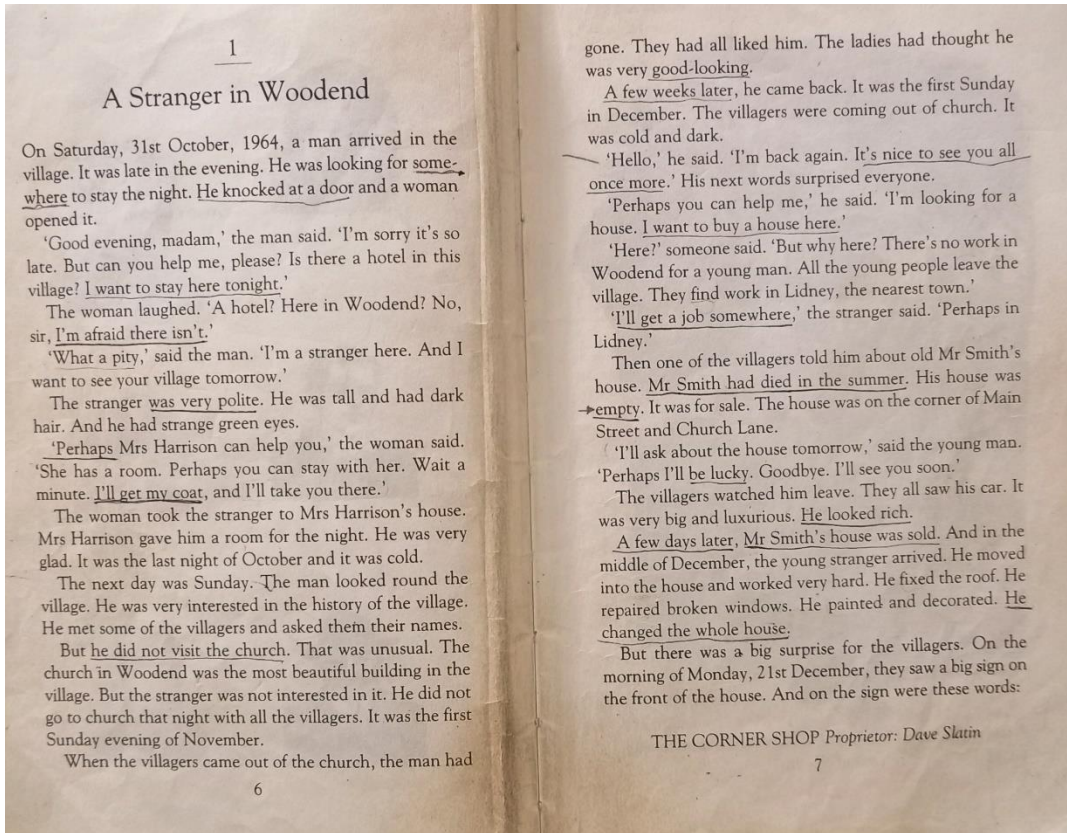 1
A Stranger in Woodend
On Saturday, 31st October, 1964, a man arrived in the
village. It was late in the evening. He was looking for some-
where to stay the night. He knocked at a door and a woman
opened it.
'Good evening, madam,' the man said. 'I'm sorry it's so
late. But can you help me, please? Is there a hotel in this
village? I want to stay here tonight.'
The woman laughed. 'A hotel? Here in Woodend? No,
sir, I'm afraid there isn't.'
'What a pity,' said the man. 'I'm a stranger here. And I
want to see your village tomorrow.'
The stranger was very polite. He was tall and had dark
hair. And he had strange green eyes.
'Perhaps Mrs Harrison can help you,' the woman said.
'She has a room. Perhaps you can stay with her. Wait a
minute. I'll get my coat, and I'll take you there.'
The woman took the stranger to Mrs Harrison's house.
Mrs Harrison gave him a room for the night. He was very
glad. It was the last night of October and it was cold.
The next day was Sunday. The man looked round the
village. He was very interested in the history of the village.
He met some of the villagers and asked them their names.
But he did not visit the church. That was unusual. The
church in Woodend was the most beautiful building in the
village. But the stranger was not interested in it. He did not
go to church that night with all the villagers. It was the first
Sunday evening of November.
When the villagers came out of the church, the man had
6
gone. They had all liked him. The ladies had thought he
was very good-looking.
A few weeks later, he came back. It was the first Sunday
in December. The villagers were coming out of church. It
was cold and dark.
'Hello,' he said. 'I'm back again. It's nice to see you all
once more.' His next words surprised everyone.
'Perhaps you can help me,' he said. 'I'm looking for a
house. I want to buy a house here.'
'Here?' someone said. 'But why here? There's no work in
Woodend for a young man. All the young people leave the
village. They find work in Lidney, the nearest town.'
'I'll get a job somewhere,' the stranger said. 'Perhaps in
Lidney.'
Then one of the villagers told him about old Mr Smith's
house. Mr Smith had died in the summer. His house was
empty. It was for sale. The house was on the corner of Main
Street and Church Lane.
'I'll ask about the house tomorrow,' said the young man.
'Perhaps I'll be lucky. Goodbye. I'll see you soon.'
The villagers watched him leave. They all saw his car. It
was very big and luxurious. He looked rich.
A few days later, Mr Smith's house was sold. And in the
middle of December, the young stranger arrived. He moved
into the house and worked very hard. He fixed the roof. He
repaired broken windows. He painted and decorated. He
changed the whole house.
But there was a big surprise for the villagers. On the
morning of Monday, 21st December, they saw a big sign on
the front of the house. And on the sign were these words:
THE CORNER SHOP Proprietor: Dave Slatin
7